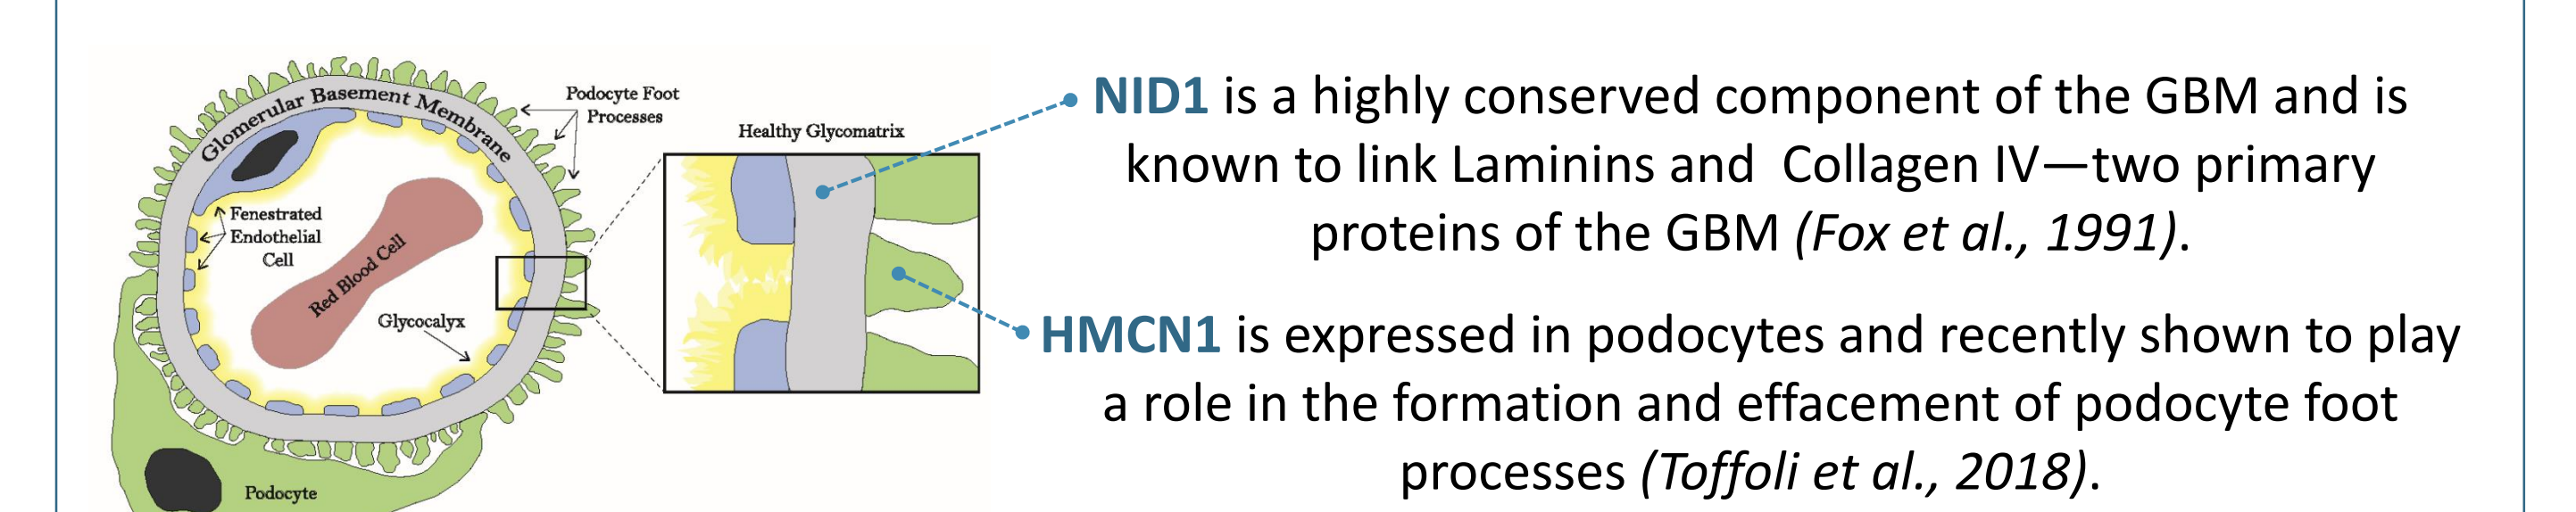 Glomerular Basement Membrane
Podocyte Foot
Processes
Healthy Glycomatrix
Fenestrated
Endothelial
Cell
Red Blood Cell
Glycocalyx
Podocyte
NID1 is a highly conserved component of the GBM and is
known to link Laminins and  Collagen IV—two primary
proteins of the GBM (Fox et al., 1991).
HMCN1 is expressed in podocytes and recently shown to play
a role in the formation and effacement of podocyte foot
processes (Toffoli et al., 2018).